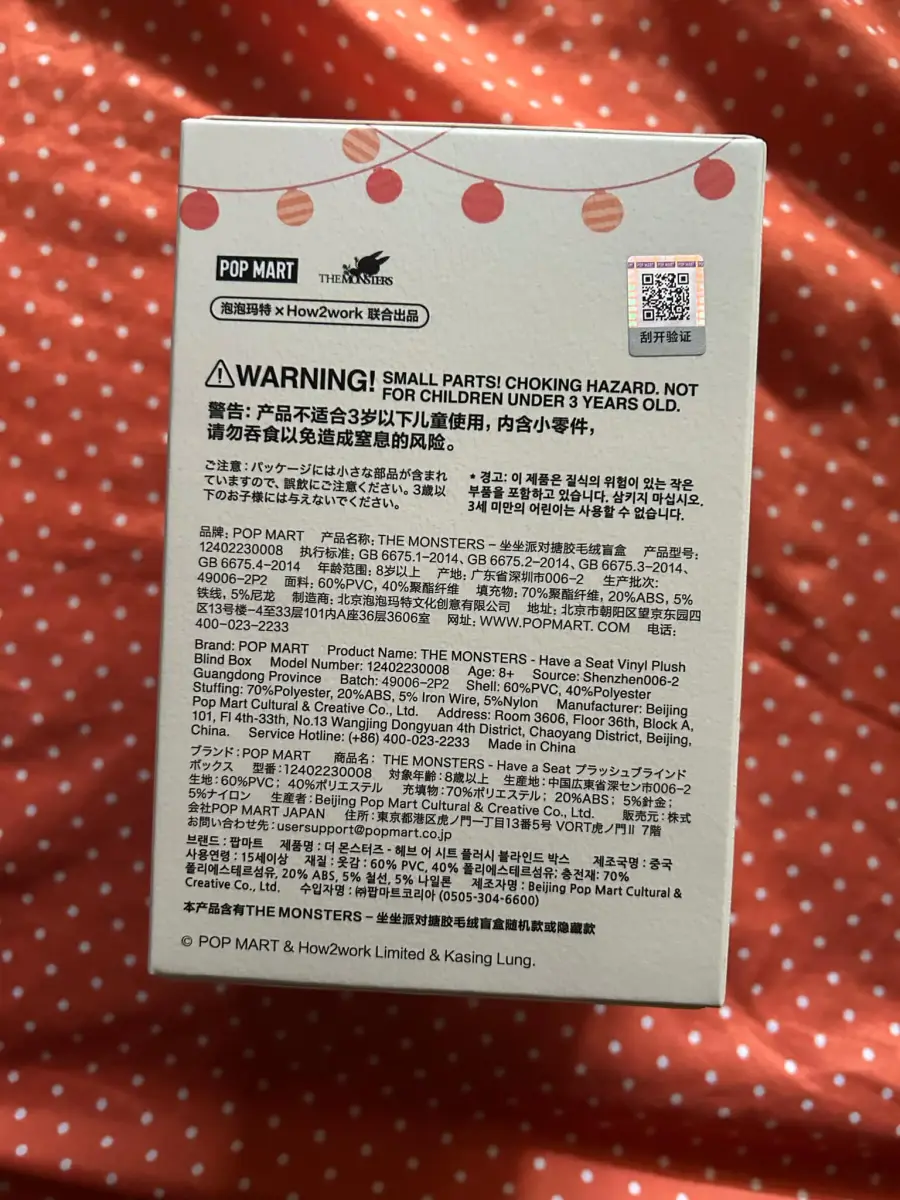 POP MART THE MONSTERS
泡泡玛特 × How2work 联合出品
刮开验证
WARNING! SMALL PARTS! CHOKING HAZARD. NOT
FOR CHILDREN UNDER 3 YEARS OLD.
警告：产品不适合3岁以下儿童使用，内含小零件，
请勿吞食以免造成窒息的风险。
ご注意：パッケージには小さな部品が含まれ
ていますので、誤飲にご注意ください。3歳以
下のお子様には与えないでください。
* 경고: 이 제품은 질식의 위험이 있는 작은
부품을 포함하고 있습니다. 삼키지 마십시오.
3세 미만의 어린이는 사용할 수 없습니다.
品牌：POP MART 产品名称：THE MONSTERS – 坐坐派对搪胶毛绒盲盒 产品型号：
12402230008 执行标准：GB 6675.1–2014、GB 6675.2–2014、GB 6675.3–2014、
GB 6675.4–2014 年龄范围：8岁以上 产地：广东省深圳市006–2 生产批次：
49006–2P2 面料：60%PVC, 40%聚酯纤维 填充物：70%聚酯纤维, 20%ABS, 5%
铁线, 5%尼龙 制造商：北京泡泡玛特文化创意有限公司 地址：北京市朝阳区望京东园四
区13号楼–4至33层101内A座36层3606室 网址：WWW.POPMART. COM 电话：
400–023–2233
Brand: POP MART Product Name: THE MONSTERS - Have a Seat Vinyl Plush
Blind Box Model Number: 12402230008 Age: 8+ Source: Shenzhen006-2
Guangdong Province Batch: 49006–2P2 Shell: 60%PVC, 40%Polyester
Stuffing: 70%Polyester, 20%ABS, 5% Iron Wire, 5%Nylon Manufacturer: Beijing
Pop Mart Cultural & Creative Co., Ltd. Address: Room 3606, Floor 36th, Block A,
101, Fl 4th-33th, No.13 Wangjing Dongyuan 4th District, Chaoyang District, Beijing,
China. Service Hotline: (+86) 400-023-2233 Made in China
ブランド：POP MART 商品名： THE MONSTERS - Have a Seat プラッシュブラインド
ボックス 型番：12402230008 対象年齢：8歳以上 生産地：中国広東省深セン市006–2
生地：60%PVC； 40%ポリエステル 充填物：70%ポリエステル； 20%ABS； 5%針金；
5%ナイロン 生産者：Beijing Pop Mart Cultural & Creative Co., Ltd. 販売元：株式
会社POP MART JAPAN 住所：東京都港区虎ノ門一丁目13番5号 VORT虎ノ門Ⅱ 7階
お問い合わせ先：usersupport@popmart.co.jp
브랜드 : 팝마트 제품명 : 더 몬스터즈 - 헤브 어 시트 플러시 블라인드 박스 제조국명 : 중국
사용연령 : 15세이상 재질 : 옷감 : 60% PVC, 40% 폴리에스테르섬유; 충전재: 70%
폴리에스테르섬유, 20% ABS, 5% 철선, 5% 나일론 제조자명 : Beijing Pop Mart Cultural &
Creative Co., Ltd. 수입자명 : ㈜팝마트코리아 (0505-304-6600)
本产品含有THE MONSTERS – 坐坐派对搪胶毛绒盲盒随机款或隐藏款
© POP MART & How2work Limited & Kasing Lung.